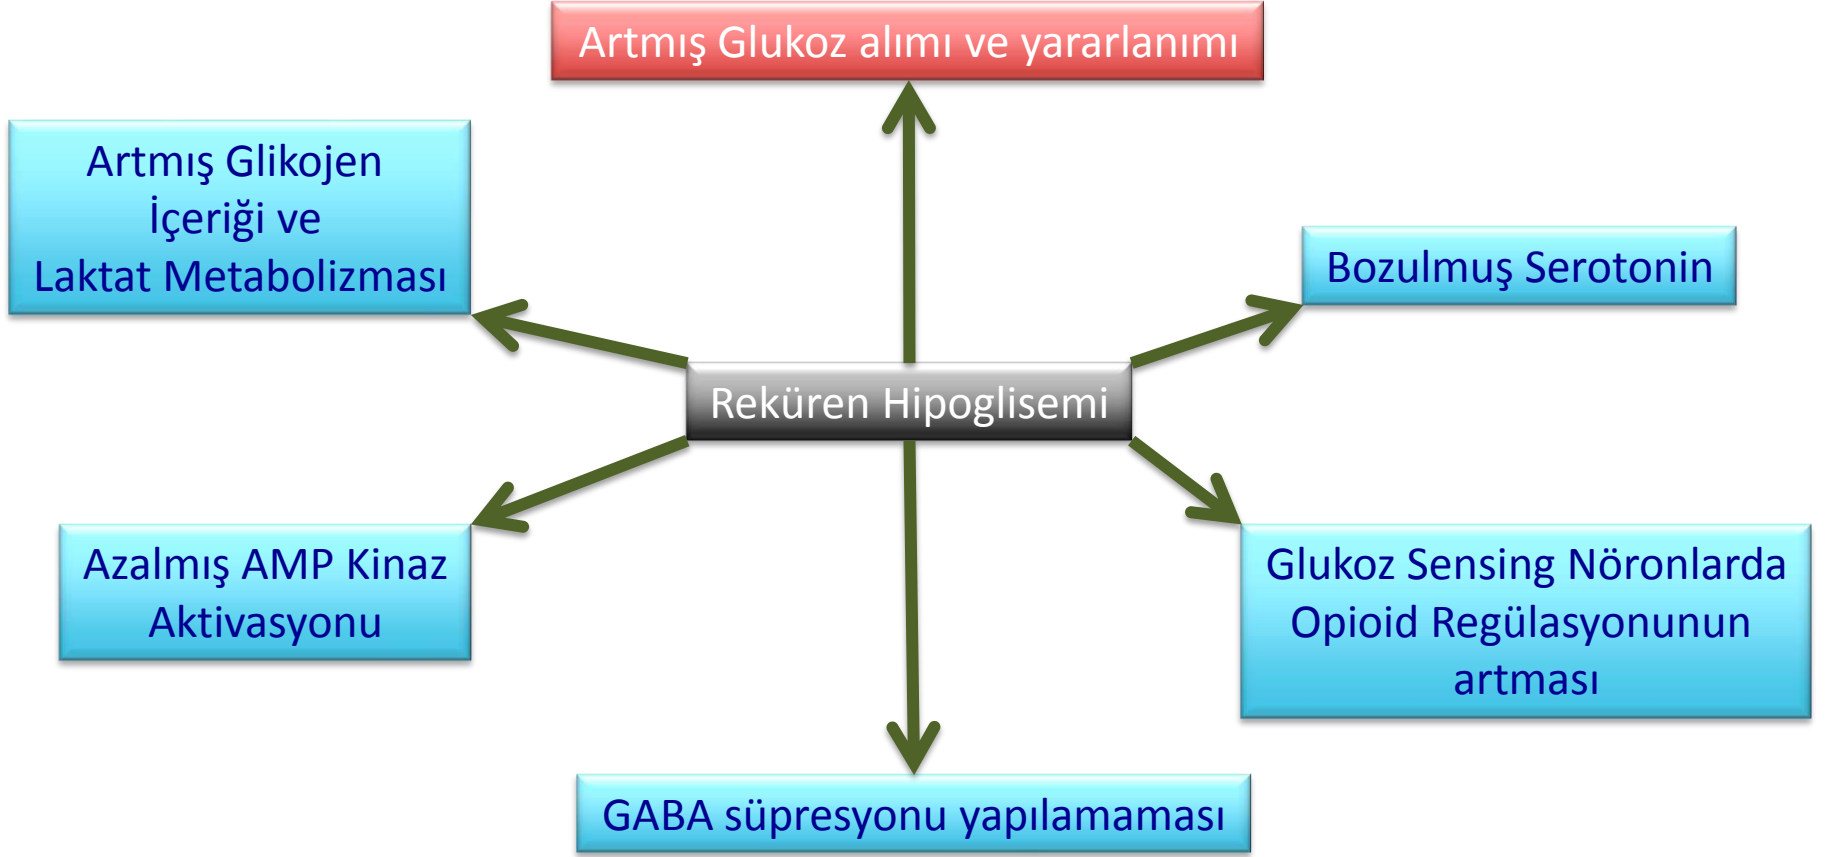 Artmış Glukoz alımı ve yararlanımı
Artmış Glikojen
İçeriği ve
Laktat Metabolizması
Bozulmuş Serotonin
Reküren Hipoglisemi
Azalmış AMP Kinaz
Aktivasyonu
Glukoz Sensing Nöronlarda
Opioid Regülasyonunun
artması
GABA süpresyonu yapılamaması